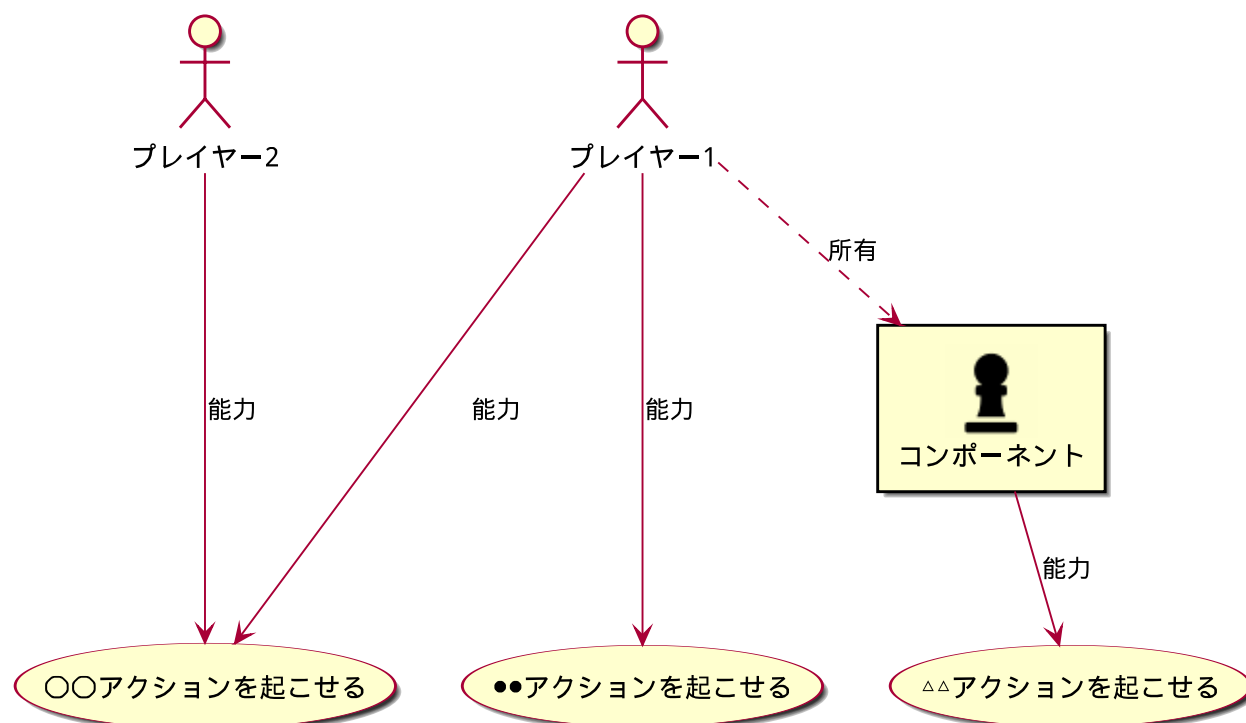 プレイヤー2
プレイヤー1
所有
能力
能力
能力
コンポーネント
能力
○○アクションを起こせる
●●アクションを起こせる
△△アクションを起こせる